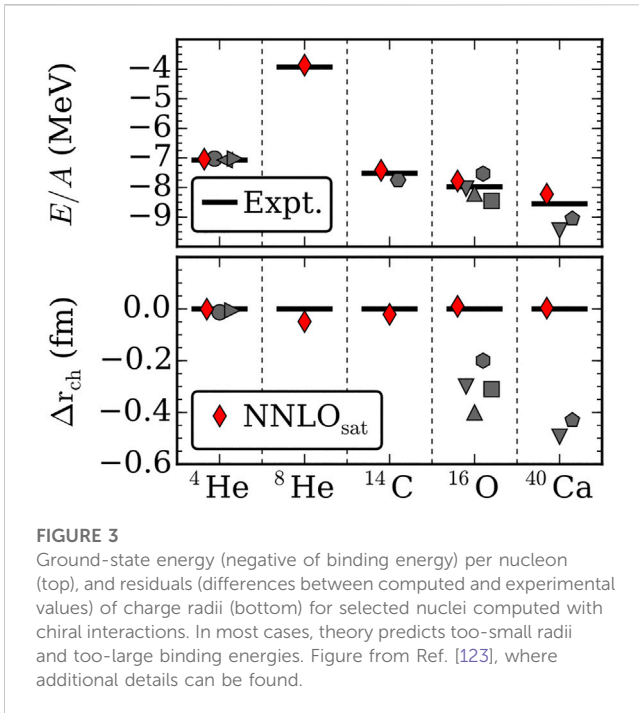 E/A (MeV)
−4
−5
−6
−7
−8
−9
Expt.
Δr_ch (fm)
0.0
−0.2
−0.4
−0.6
NNLO_sat
⁴He ⁸He ¹⁴C ¹⁶O ⁴⁰Ca
FIGURE 3
Ground-state energy (negative of binding energy) per nucleon
(top), and residuals (differences between computed and experimental
values) of charge radii (bottom) for selected nuclei computed with
chiral interactions. In most cases, theory predicts too-small radii
and too-large binding energies. Figure from Ref. [123], where
additional details can be found.